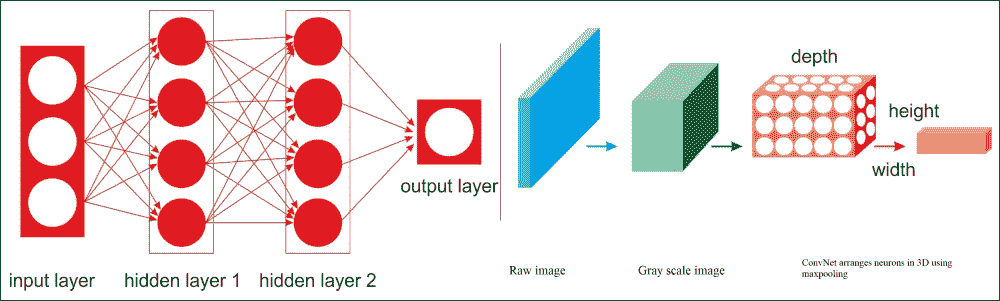 input layer
hidden layer 1
hidden layer 2
output layer
depth
height
width
Raw image
Gray scale image
ConvNet arranges neurons in 3D using
maxpooling